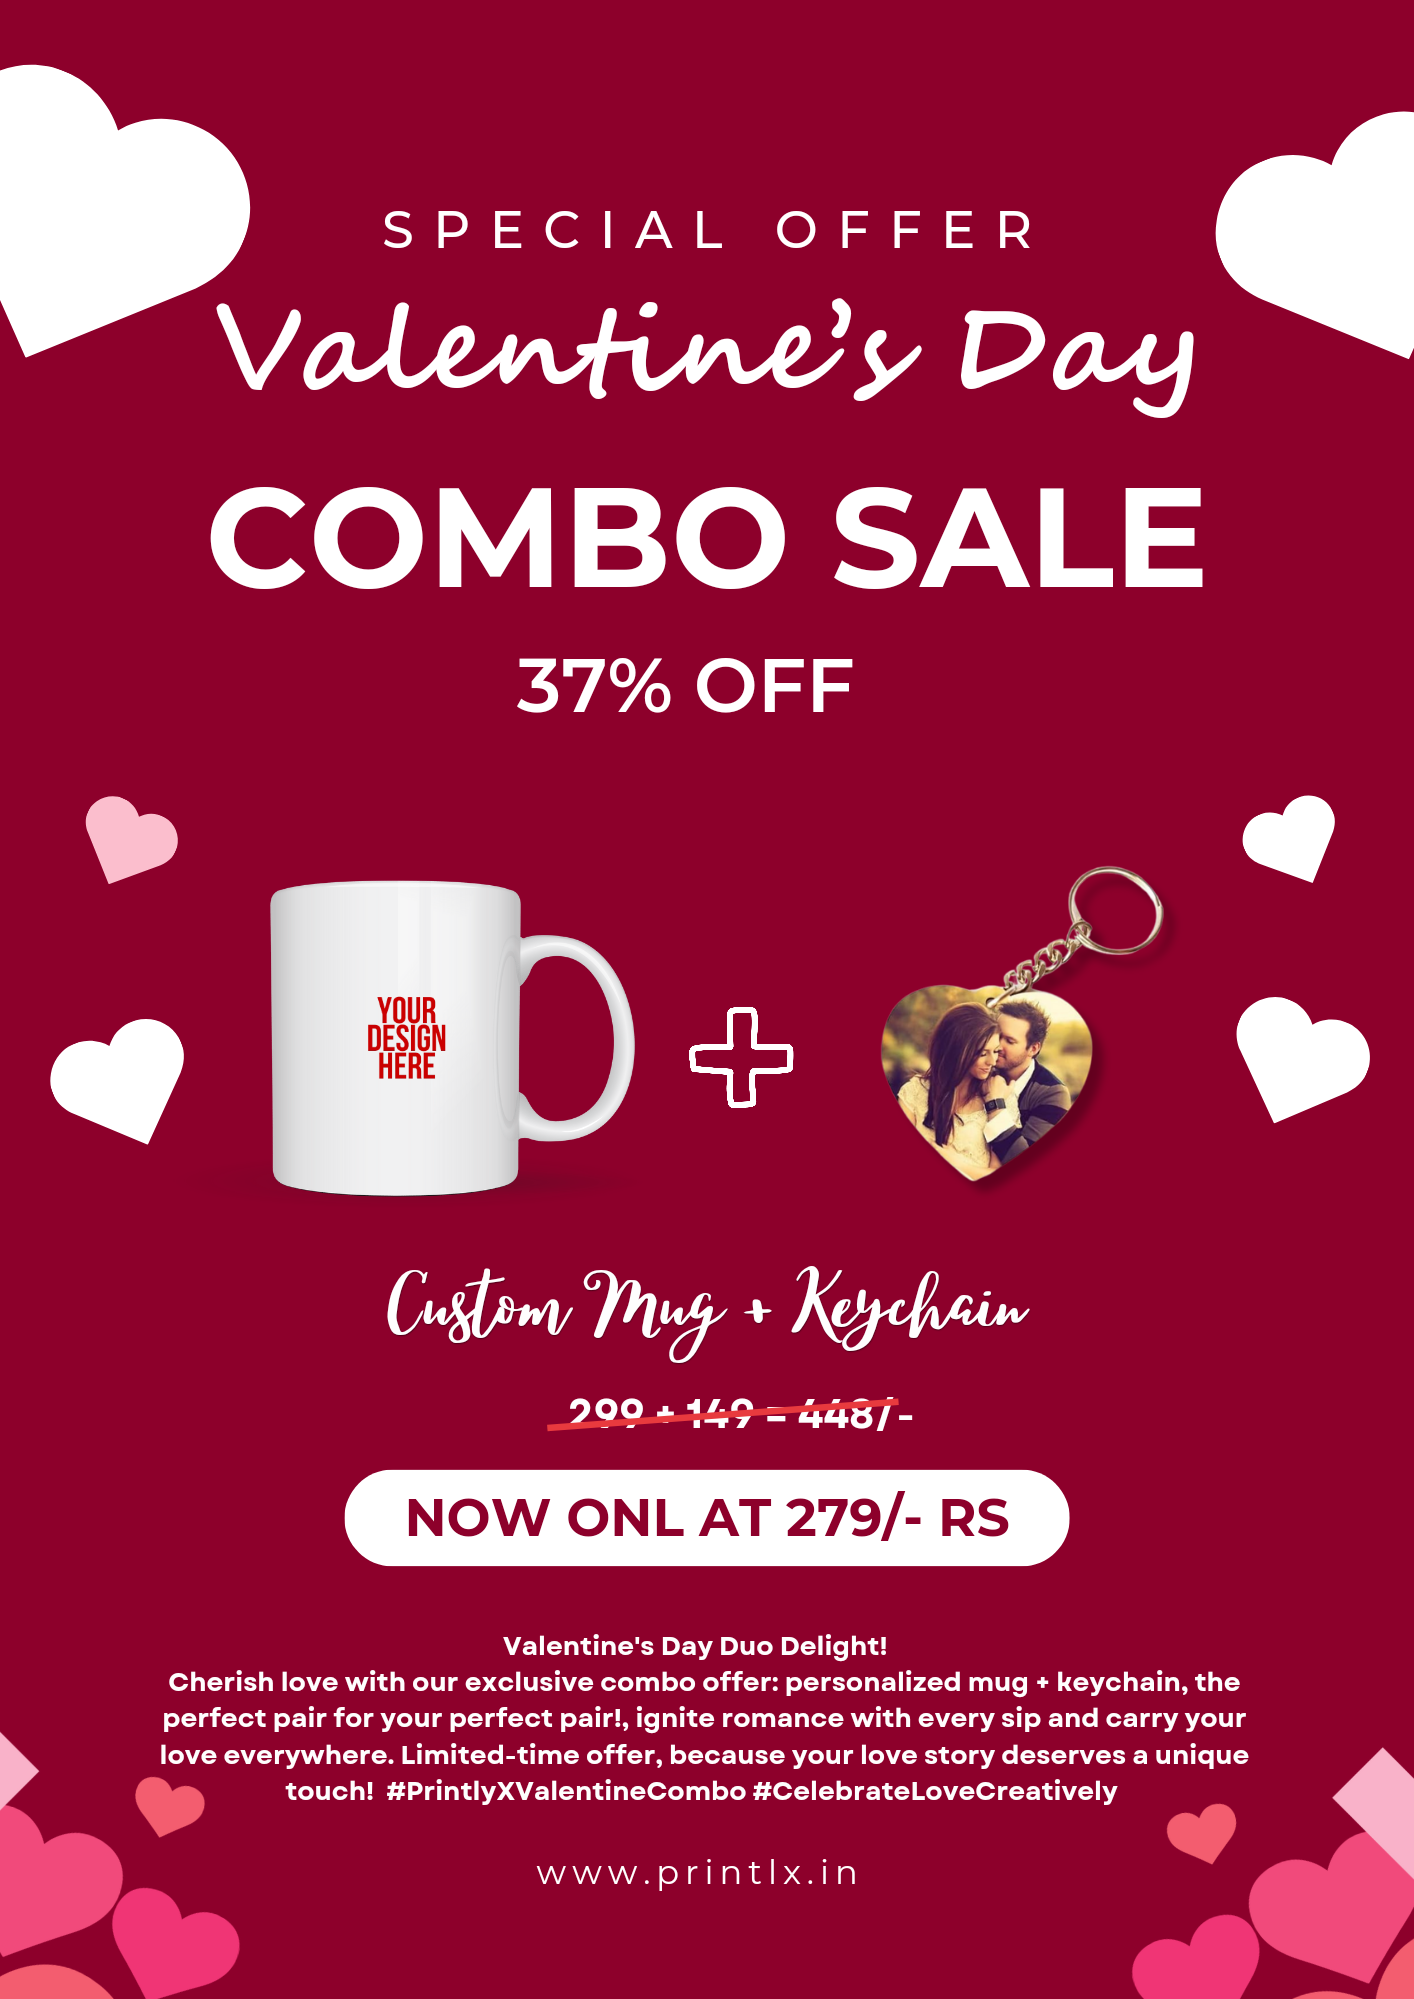 SPECIAL OFFER
Valentine's Day
COMBO SALE
37% OFF
YOUR
DESIGN
HERE
Custom Mug + Keychain
299 + 149 = 448/-
NOW ONL AT 279/- RS
Valentine's Day Duo Delight!
Cherish love with our exclusive combo offer: personalized mug + keychain, the
perfect pair for your perfect pair!, ignite romance with every sip and carry your
love everywhere. Limited-time offer, because your love story deserves a unique
touch! #PrintlyXValentineCombo #CelebrateLoveCreatively
www.printlx.in